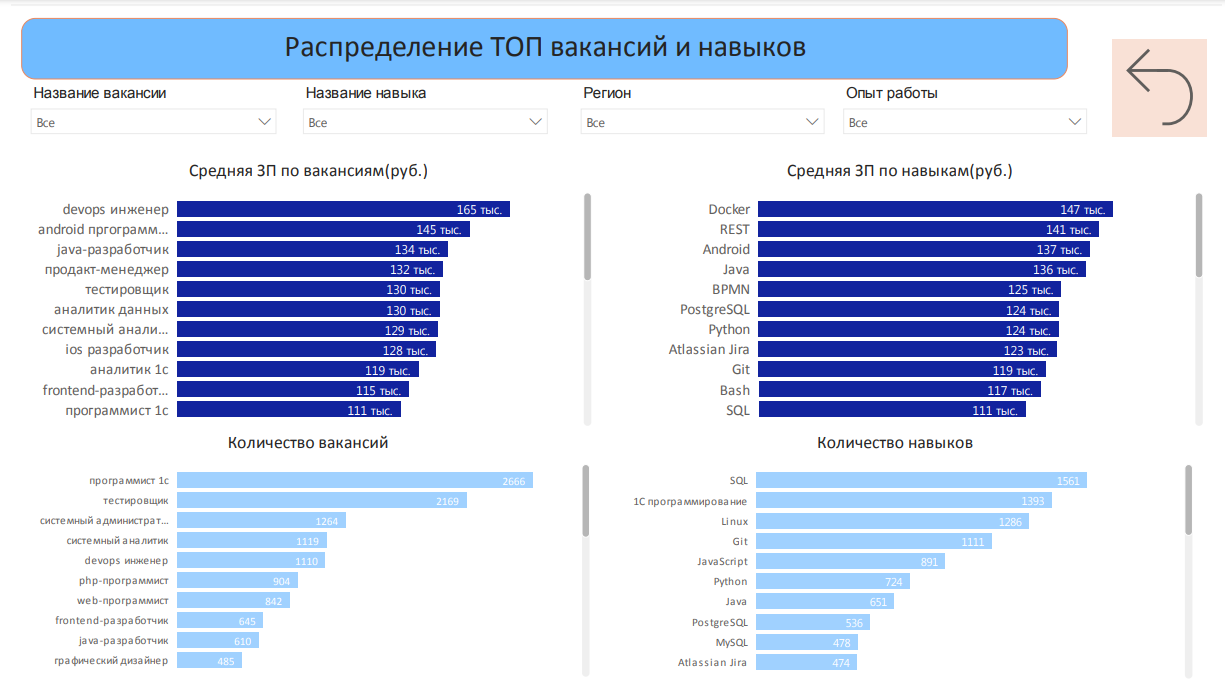 Распределение ТОП вакансий и навыков
Название вакансии
Название навыка
Регион
Опыт работы
Все
Все
Все
Все
Средняя ЗП по вакансиям(руб.)
devops инженер 165 тыс.
android прогрограмм... 145 тыс.
java-разработчик 134 тыс.
продакт-менеджер 132 тыс.
тестировщик 130 тыс.
аналитик данных 130 тыс.
системный анали... 129 тыс.
ios разработчик 128 тыс.
аналитик 1с 119 тыс.
frontend-разработ... 115 тыс.
программист 1с 111 тыс.
Средняя ЗП по навыкам(руб.)
Docker 147 тыс.
REST 141 тыс.
Android 137 тыс.
Java 136 тыс.
BPMN 125 тыс.
PostgreSQL 124 тыс.
Python 124 тыс.
Atlassian Jira 123 тыс.
Git 119 тыс.
Bash 117 тыс.
SQL 111 тыс.
Количество вакансий
программист 1с 2666
тестировщик 2169
системный администрат... 1264
системный аналитик 1119
devops инженер 1110
php-программист 904
web-программист 842
frontend-разработчик 645
java-разработчик 610
графический дизайнер 485
Количество навыков
SQL 1561
1С программирование 1393
Linux 1286
Git 1111
JavaScript 891
Python 724
Java 651
PostgreSQL 536
MySQL 478
Atlassian Jira 474